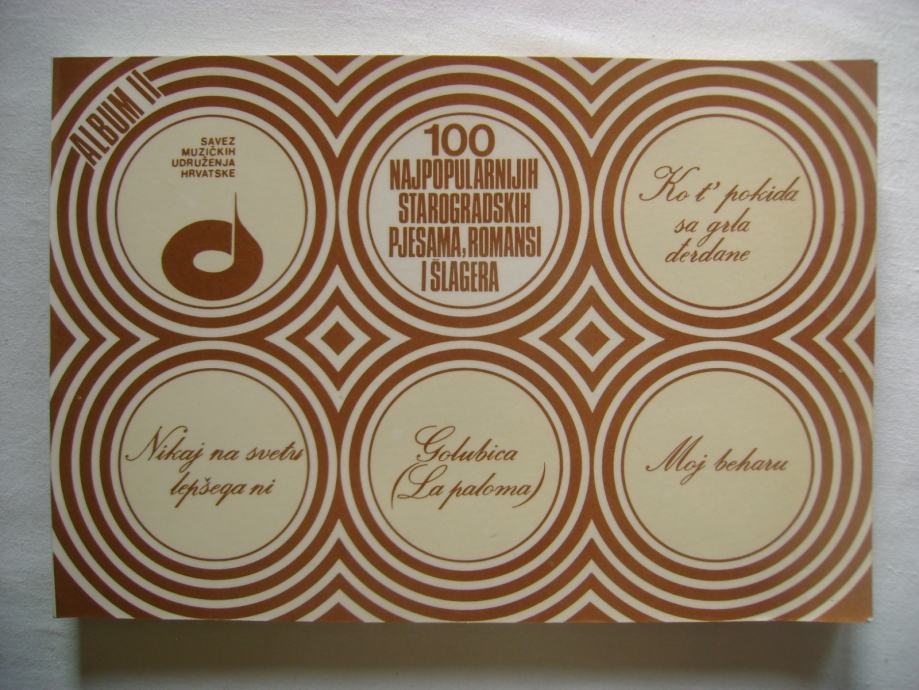 ALBUM II
SAVEZ
MUZIČKIH
UDRUŽENJA
HRVATSKE
100
NAJPOPULARNIJIH
STAROGRADSKIH
PJESAMA, ROMANSI
I ŠLAGERA
Ko t' pokida
sa grla
đerdane
Nikaj na svetu
lepšega ni
Golubica
(La paloma)
Moj beharu